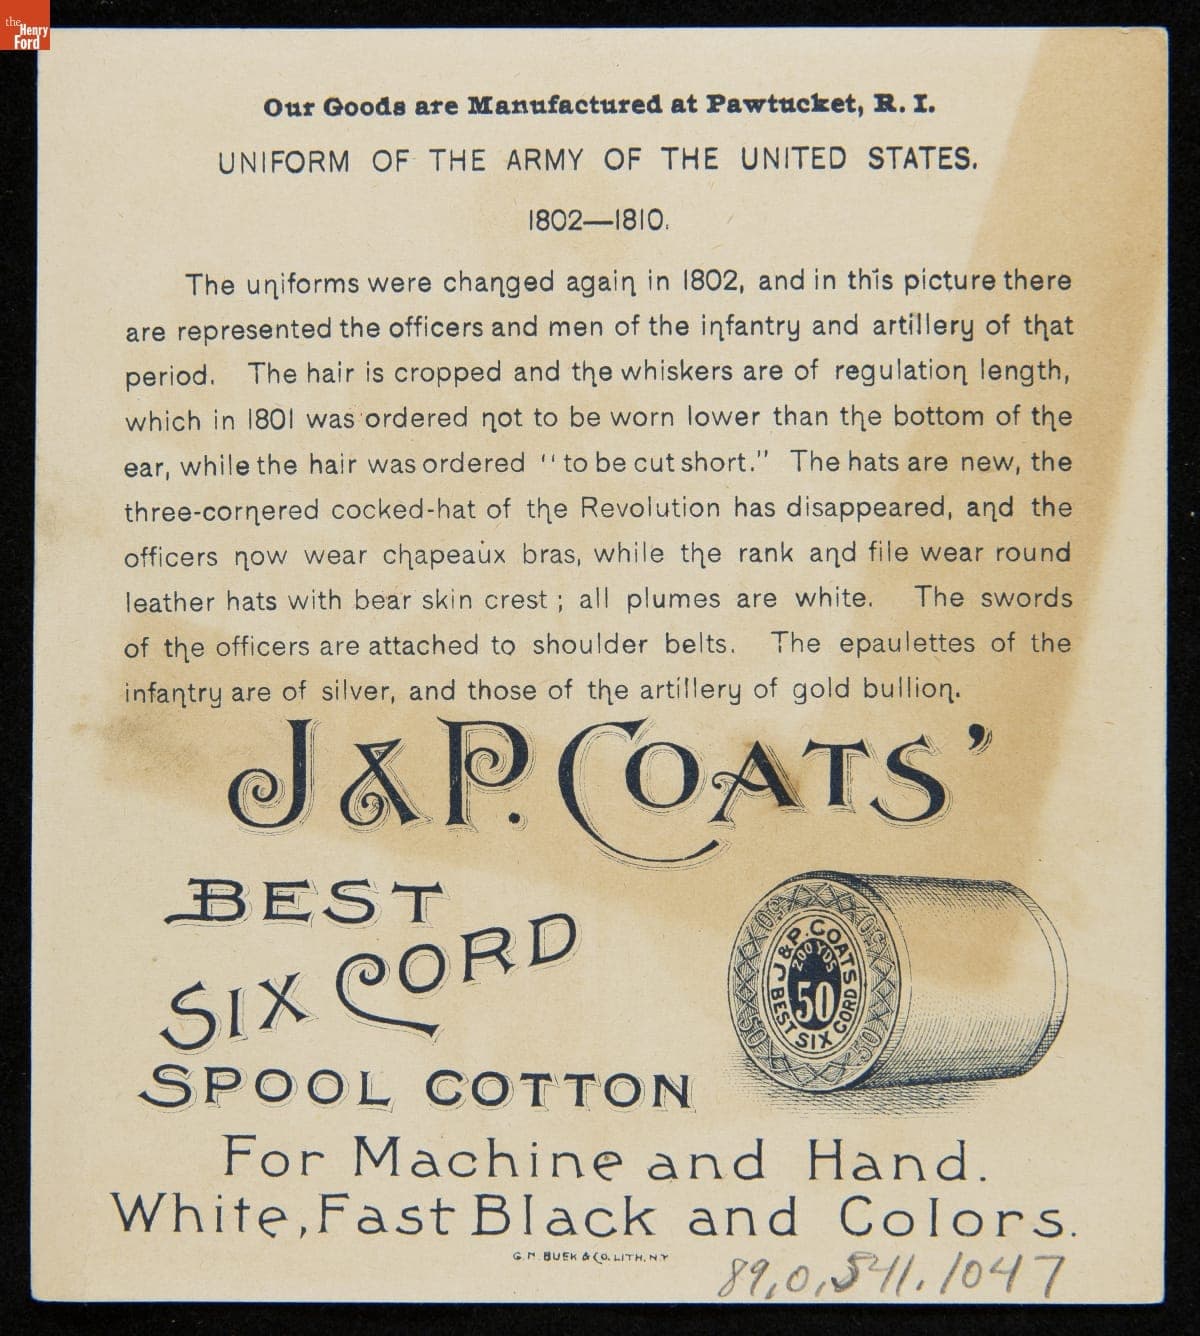 the
Henry
Ford
Our Goods are Manufactured at Pawtucket, R. I.
UNIFORM OF THE ARMY OF THE UNITED STATES.
1802—1810.
The uniforms were changed again in 1802, and in this picture there
are represented the officers and men of the infantry and artillery of that
period. The hair is cropped and the whiskers are of regulation length,
which in 1801 was ordered not to be worn lower than the bottom of the
ear, while the hair was ordered "to be cut short." The hats are new, the
three-cornered cocked-hat of the Revolution has disappeared, and the
officers now wear chapeaux bras, while the rank and file wear round
leather hats with bear skin crest; all plumes are white. The swords
of the officers are attached to shoulder belts. The epaulettes of the
infantry are of silver, and those of the artillery of gold bullion.
J & P. COATS'
BEST
SIX CORD
SPOOL COTTON
J & P. COATS
200 YDS
50
BEST SIX CORD
50
50
50
50
For Machine and Hand.
White, Fast Black and Colors.
G. H. BUEK & CO. LITH. N.Y
89.0.541.1047